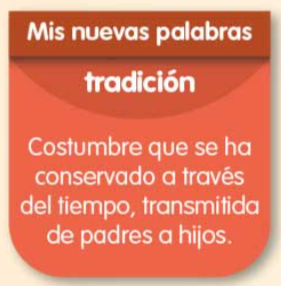 Mis nuevas palabras
tradición
Costumbre que se ha
conservado a través
del tiempo, transmitida
de padres a hijos.